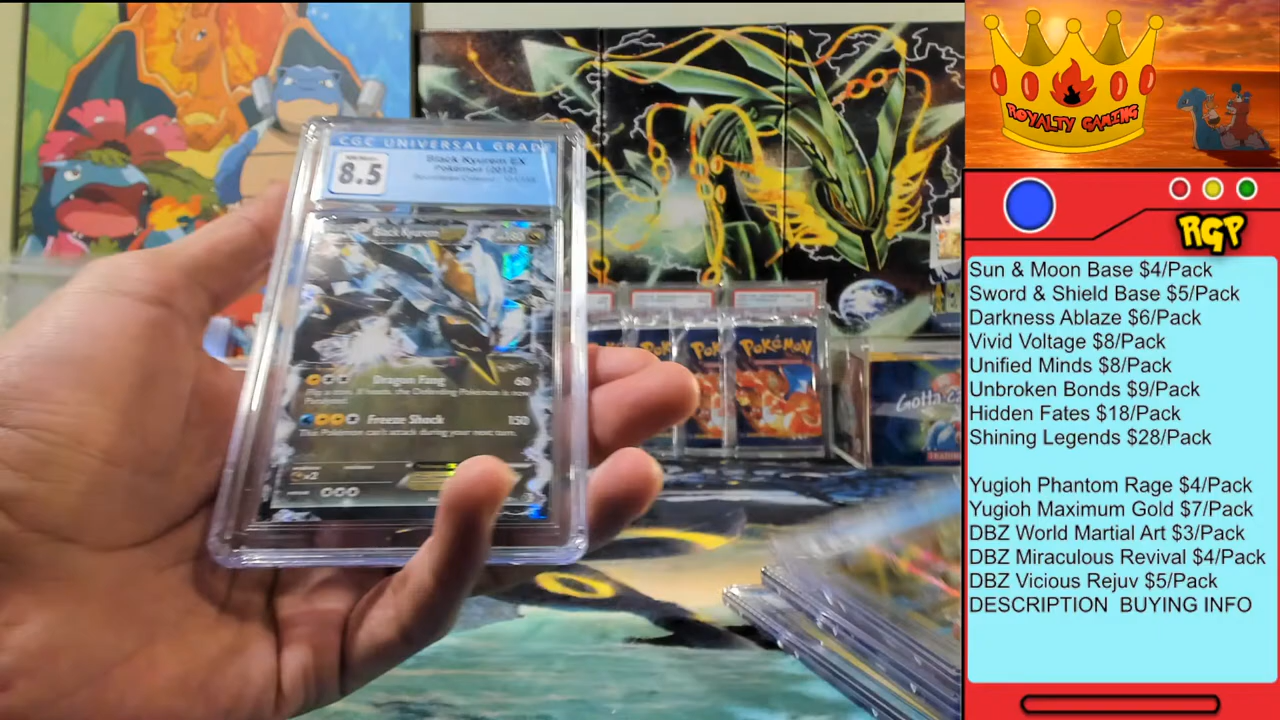 CGC UNIVERSAL GRADE
8.5
Black Kyurem EX
Pokémon (2012)
Black Kyurem
Dragon Fang 60
Freeze Shock 150
This Pokémon can't attack during your next turn.
x2
POKéMON
Gotta
ROYALTY GAMING
RGP
Sun & Moon Base $4/Pack
Sword & Shield Base $5/Pack
Darkness Ablaze $6/Pack
Vivid Voltage $8/Pack
Unified Minds $8/Pack
Unbroken Bonds $9/Pack
Hidden Fates $18/Pack
Shining Legends $28/Pack
Yugioh Phantom Rage $4/Pack
Yugioh Maximum Gold $7/Pack
DBZ World Martial Art $3/Pack
DBZ Miraculous Revival $4/Pack
DBZ Vicious Rejuv $5/Pack
DESCRIPTION BUYING INFO